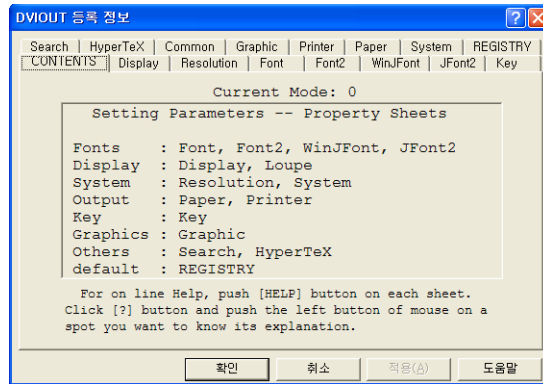 DVIOUT 등록 정보
Search HyperTeX Common Graphic Printer Paper System REGISTRY
CONTENTS Display Resolution Font Font2 WinJFont JFont2 Key
Current Mode: 0
Setting Parameters -- Property Sheets
Fonts : Font, Font2, WinJFont, JFont2
Display : Display, Loupe
System : Resolution, System
Output : Paper, Printer
Key : Key
Graphics : Graphic
Others : Search, HyperTeX
default : REGISTRY
For on line Help, push [HELP] button on each sheet.
Click [?] button and push the left button of mouse on a
spot you want to know its explanation.
확인 취소 적용(A) 도움말